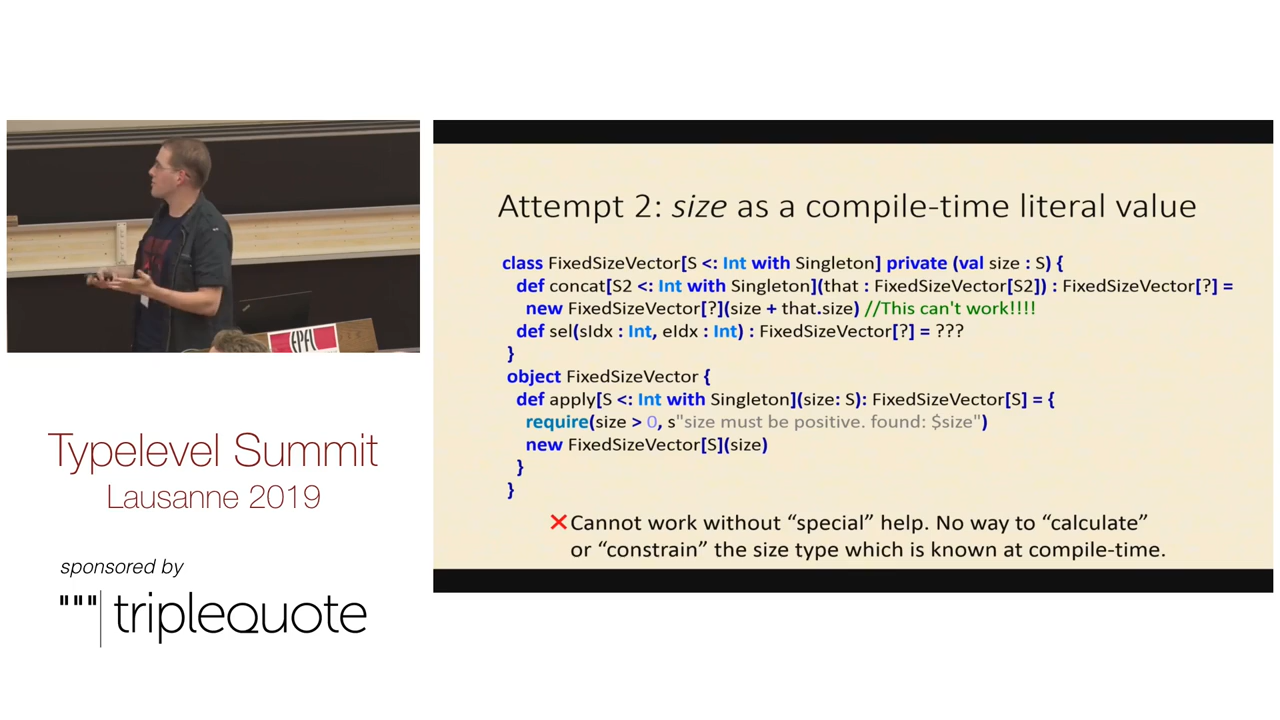 EPFL
Typelevel Summit
Lausanne 2019
sponsored by
triplequote
Attempt 2: size as a compile-time literal value
class FixedSizeVector[S <: Int with Singleton] private (val size : S) {
def concat[S2 <: Int with Singleton](that : FixedSizeVector[S2]) : FixedSizeVector[?] =
new FixedSizeVector[?](size + that.size) //This can't work!!!!
def sel(sIdx : Int, eIdx : Int) : FixedSizeVector[?] = ???
}
object FixedSizeVector {
def apply[S <: Int with Singleton](size: S): FixedSizeVector[S] = {
require(size > 0, s"size must be positive. found: $size")
new FixedSizeVector[S](size)
}
}
❌Cannot work without “special” help. No way to “calculate”
or “constrain” the size type which is known at compile-time.